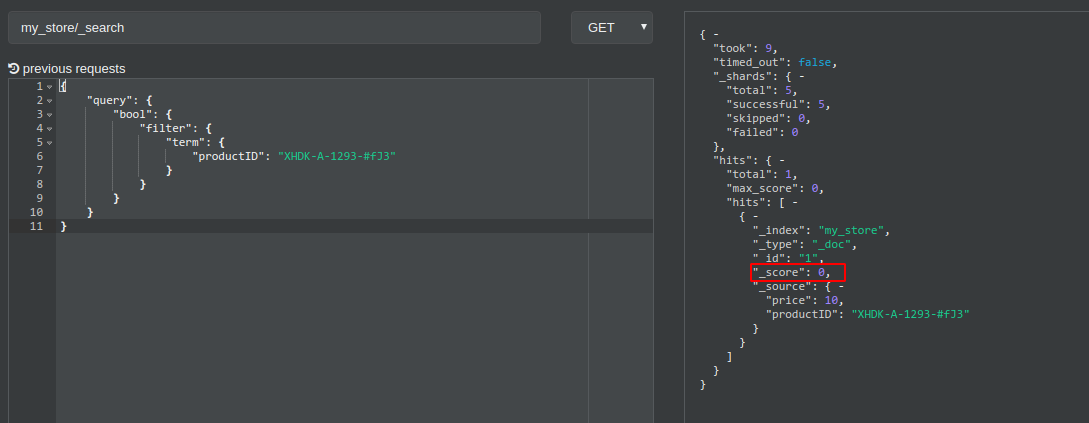 my_store/_search
GET
previous requests
1 {
2 "query": {
3 "bool": {
4 "filter": {
5 "term": {
6 "productID": "XHDK-A-1293-#fJ3"
7 }
8 }
9 }
10 }
11 }
{ -
"took": 9,
"timed_out": false,
"_shards": { -
"total": 5,
"successful": 5,
"skipped": 0,
"failed": 0
},
"hits": { -
"total": 1,
"max_score": 0,
"hits": [ -
{ -
"_index": "my_store",
"_type": "_doc",
"_id": "1",
"_score": 0,
"_source": { -
"price": 10,
"productID": "XHDK-A-1293-#fJ3"
}
}
]
}
}